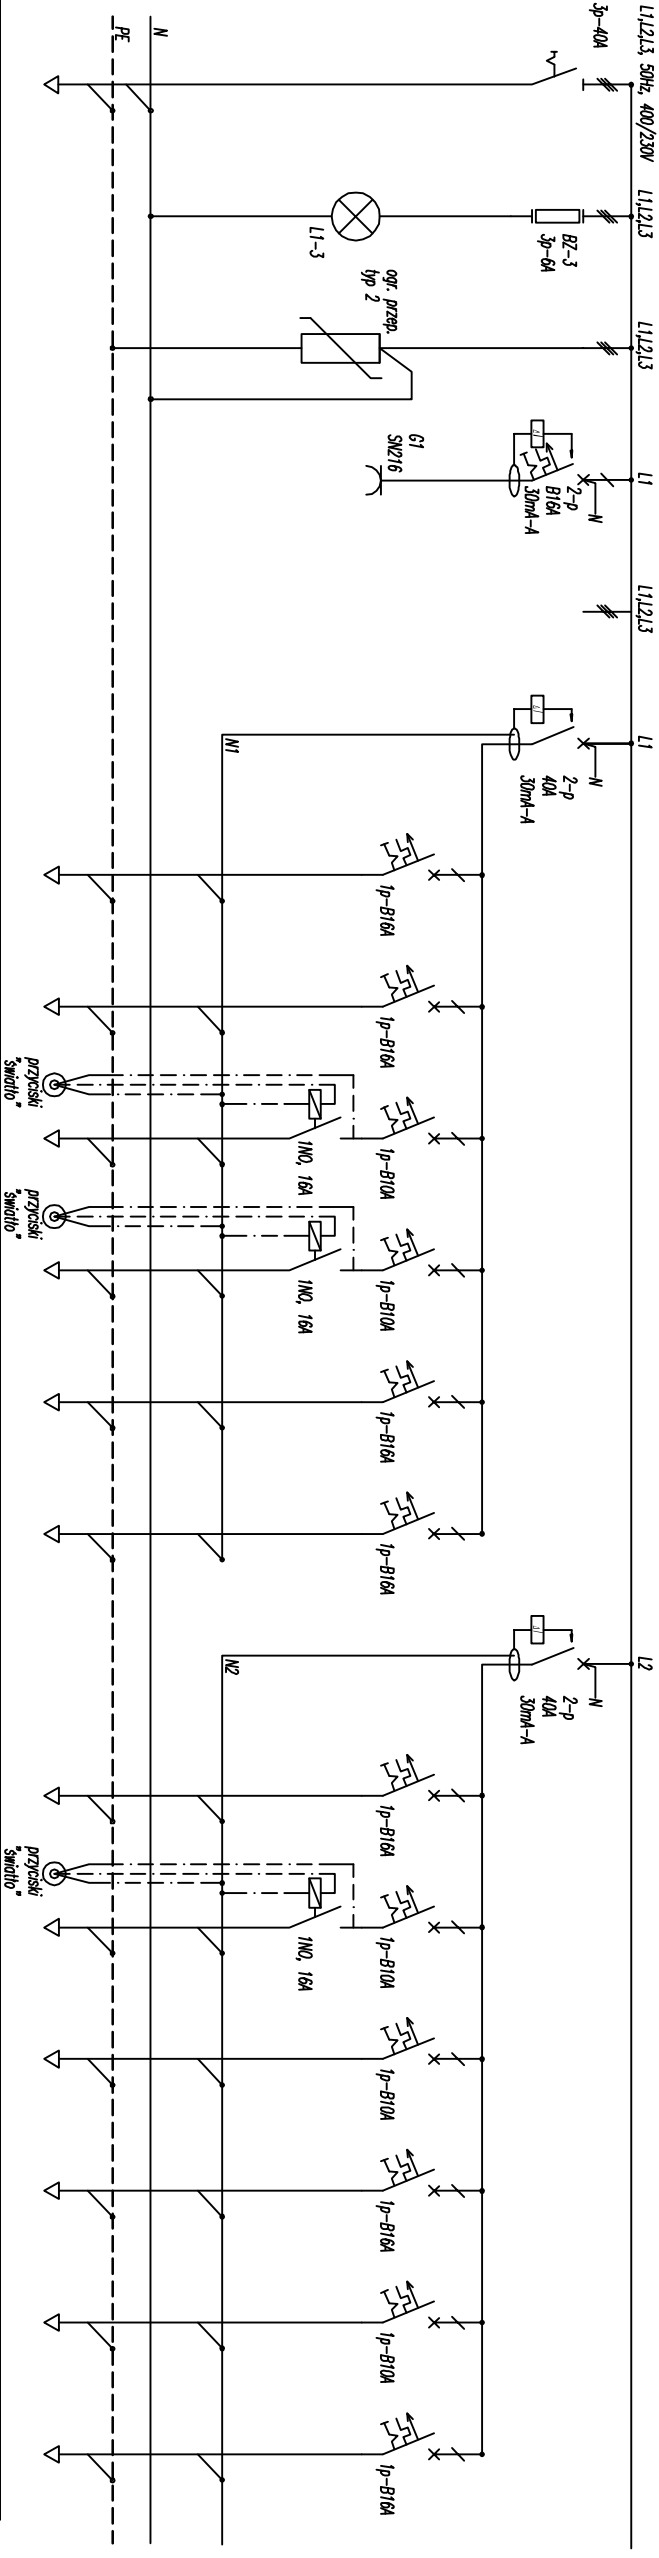 L1,L2,L3, 50Hz, 400/230V
3p-40A
N
PE
L1,L2,L3
BZ-3
3p-6A
L1-3
L1,L2,L3
ogr. przep.
typ 2
L1
N
2-p
B16A
30mA-A
G1
SN216
L1,L2,L3
L1
N
2-p
40A
30mA-A
N1
1p-B16A
1p-B16A
1p-B10A
1NO, 16A
przyciski
"światło"
1p-B10A
1NO, 16A
przyciski
"światło"
1p-B16A
1p-B16A
L2
N
2-p
40A
30mA-A
N2
1p-B16A
1p-B10A
1NO, 16A
przyciski
"światło"
1p-B10A
1p-B16A
1p-B10A
1p-B16A